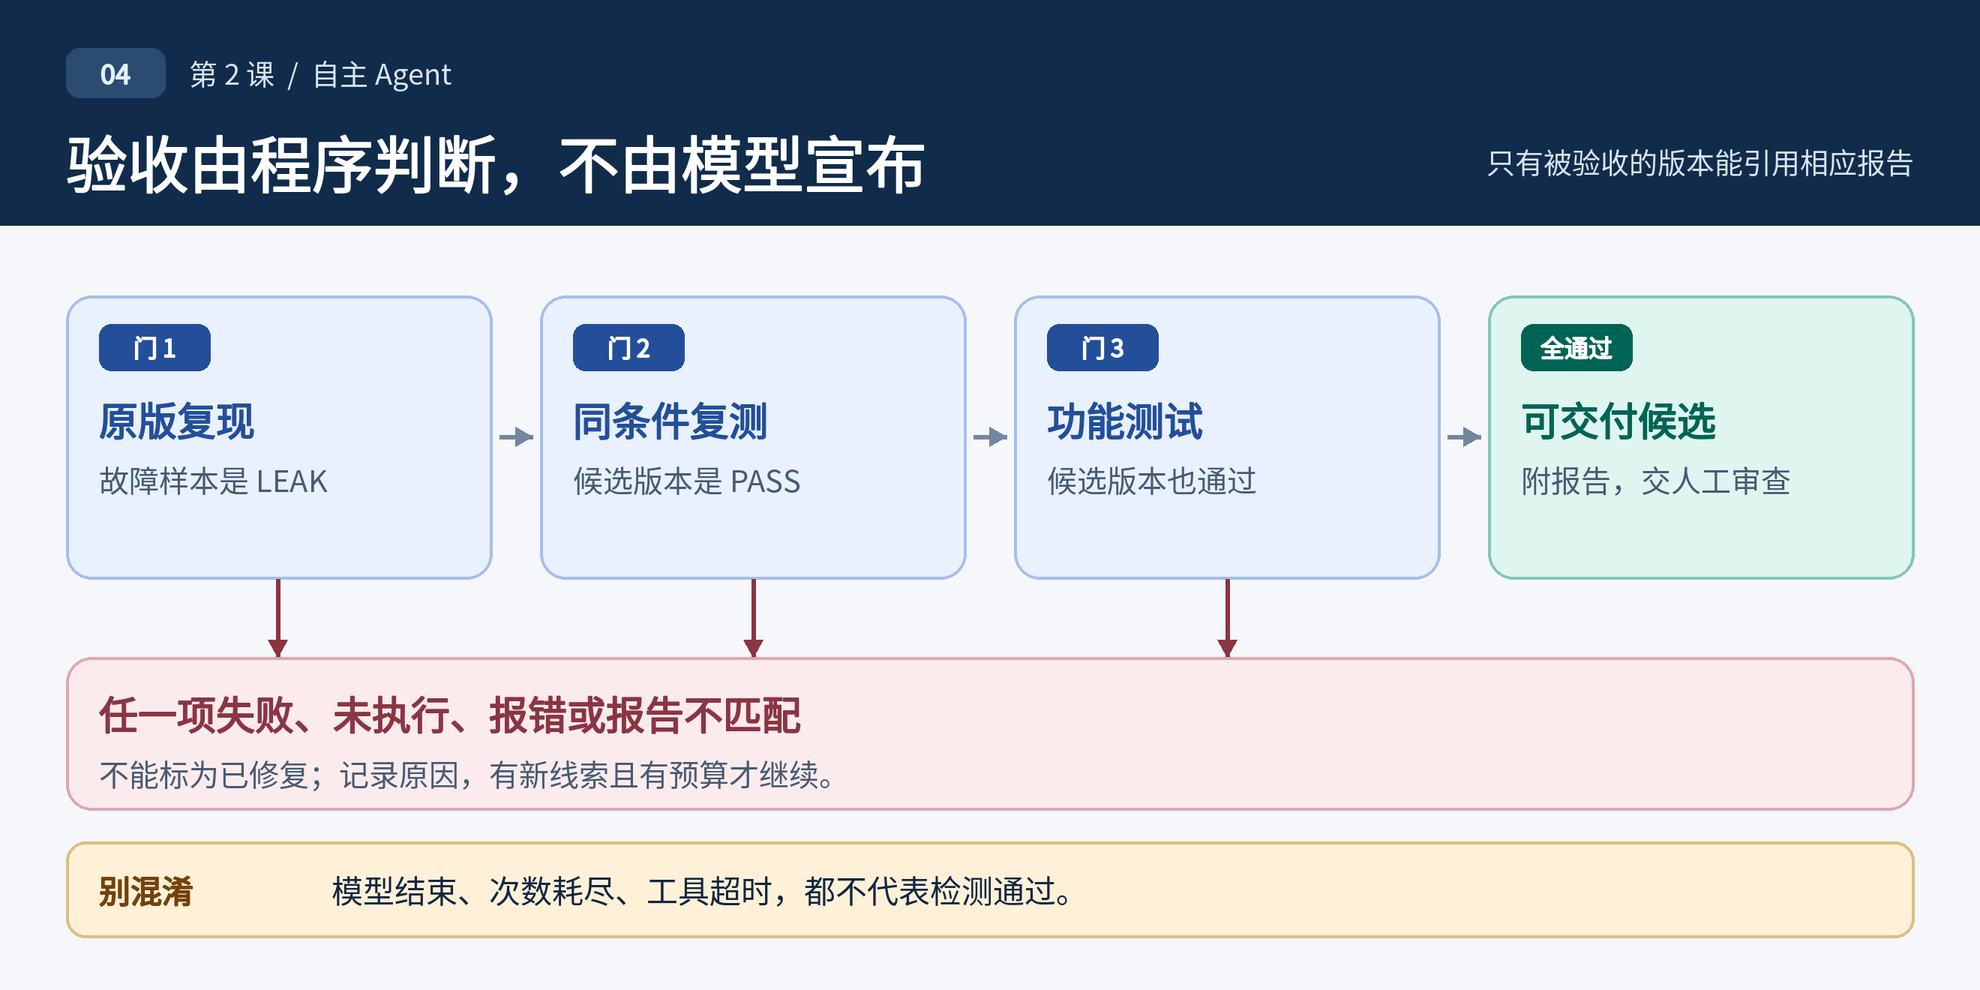 04
第 2 课 / 自主 Agent
验收由程序判断，不由模型宣布
只有被验收的版本能引用相应报告
门 1
原版复现
故障样本是 LEAK
门 2
同条件复测
候选版本是 PASS
门 3
功能测试
候选版本也通过
全通过
可交付候选
附报告，交人工审查
任一项失败、未执行、报错或报告不匹配
不能标为已修复；记录原因，有新线索且有预算才继续。
别混淆
模型结束、次数耗尽、工具超时，都不代表检测通过。